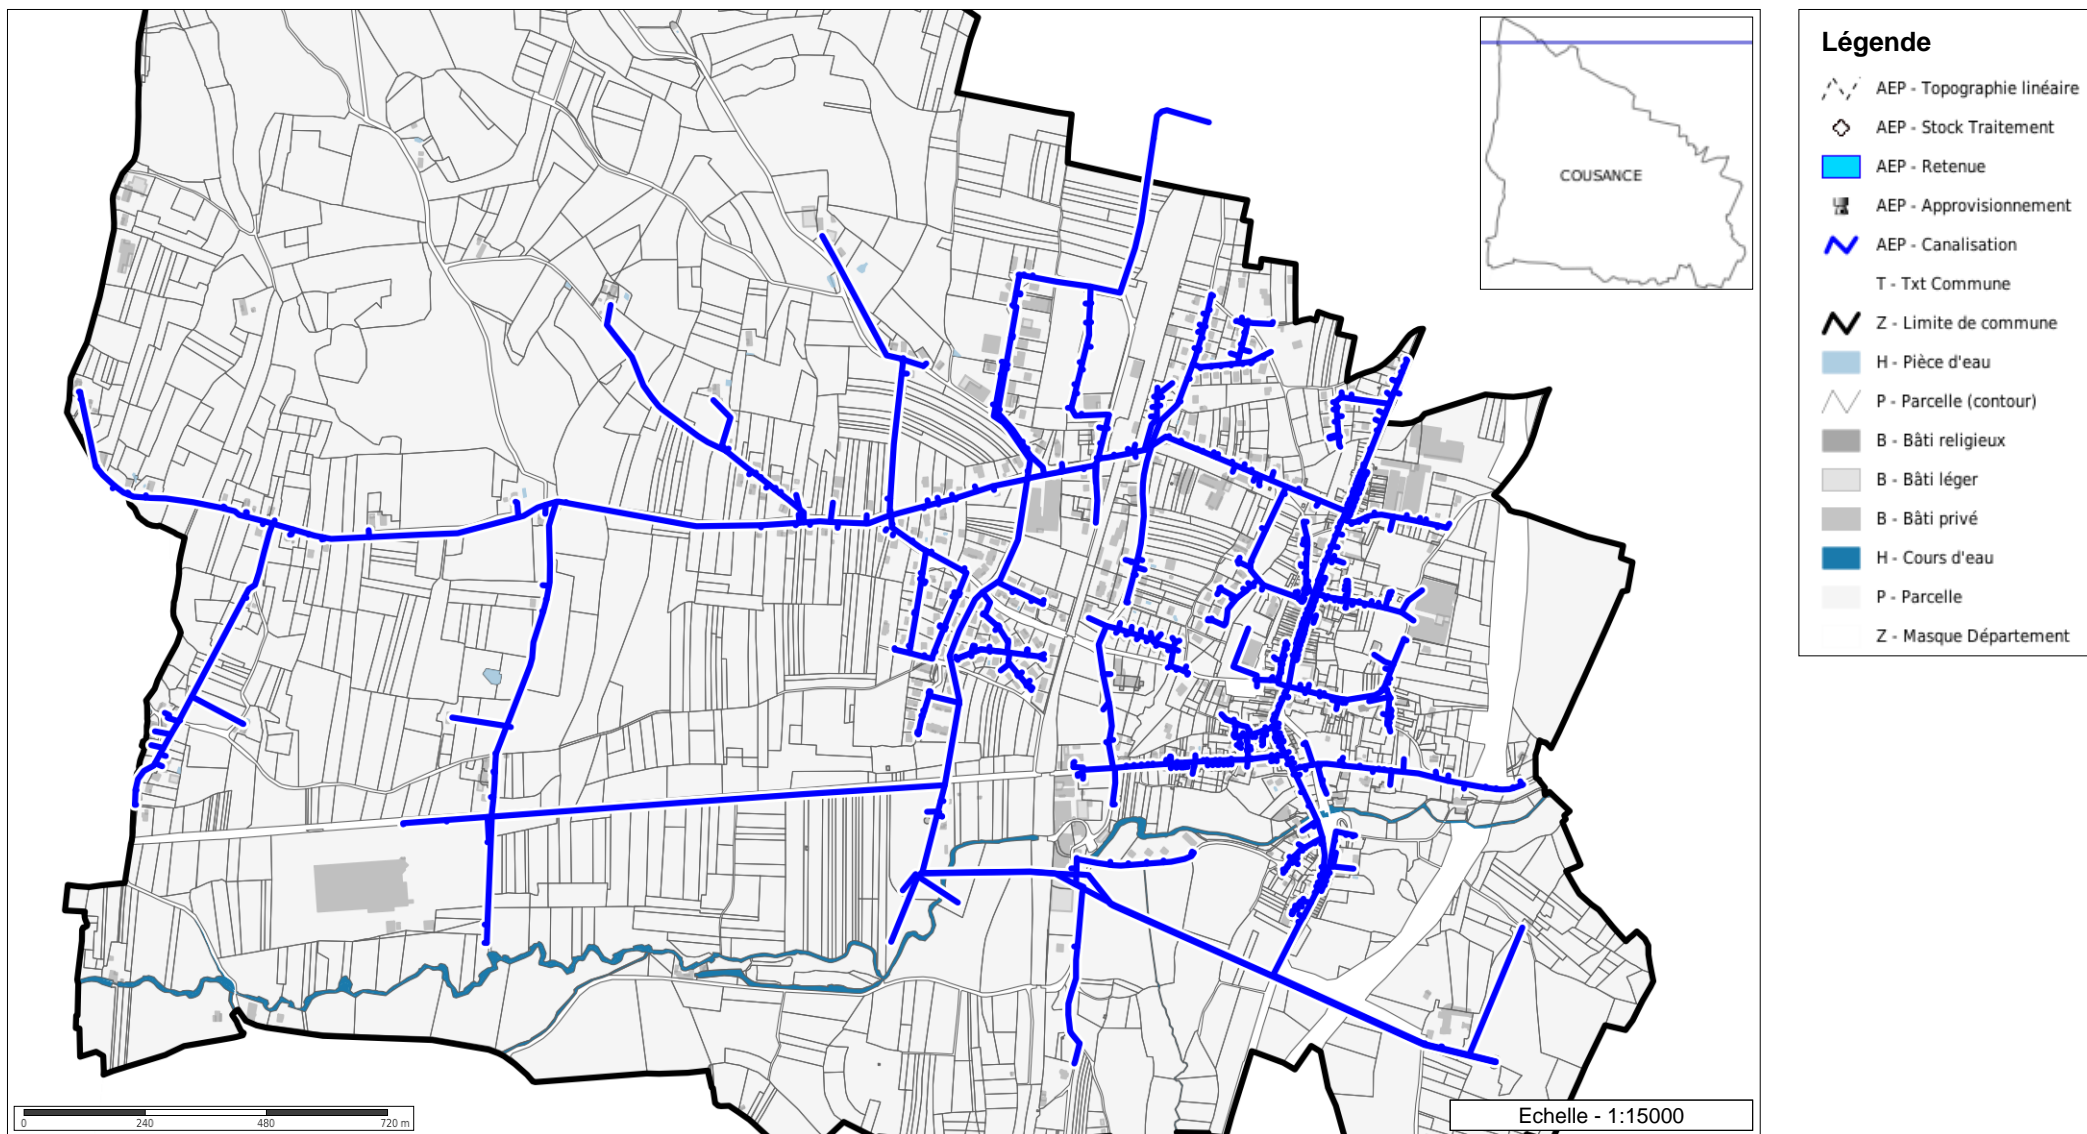 COUSANCE
0 240 480 720 m
Echelle - 1:15000
Légende
AEP - Topographie linéaire
AEP - Stock Traitement
AEP - Retenue
AEP - Approvisionnement
AEP - Canalisation
T - Txt Commune
Z - Limite de commune
H - Pièce d'eau
P - Parcelle (contour)
B - Bâti religieux
B - Bâti léger
B - Bâti privé
H - Cours d'eau
P - Parcelle
Z - Masque Département